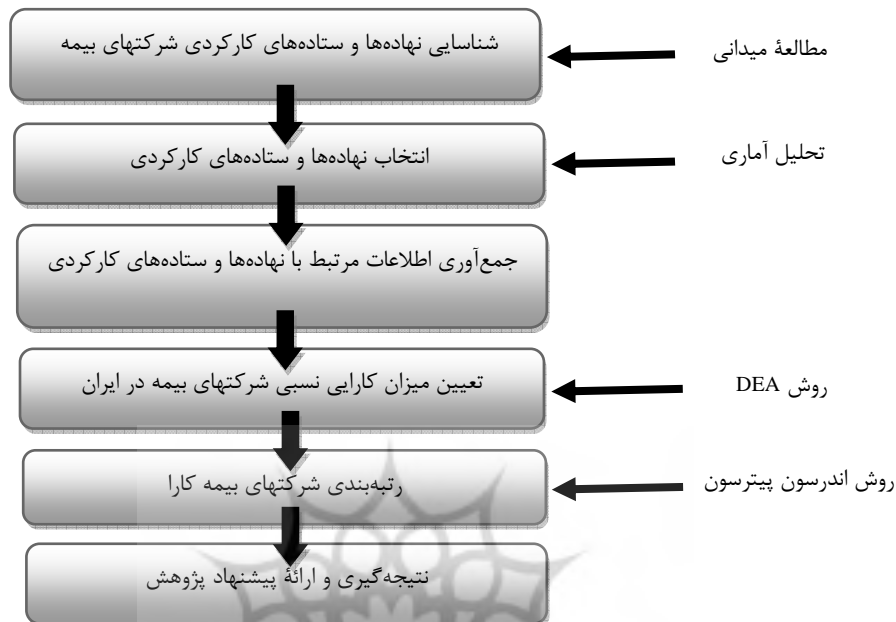 شناسایی نهاده‌ها و ستاده‌های کارکردی شرکتهای بیمه
مطالعۀ میدانی
انتخاب نهاده‌ها و ستاده‌های کارکردی
تحلیل آماری
جمع‌آوری اطلاعات مرتبط با نهاده‌ها و ستاده‌های کارکردی
تعیین میزان کارایی نسبی شرکتهای بیمه در ایران
روش DEA
رتبه‌بندی شرکتهای بیمه کارا
روش اندرسون پیترسون
نتیجه‌گیری و ارائۀ پیشنهاد پژوهش